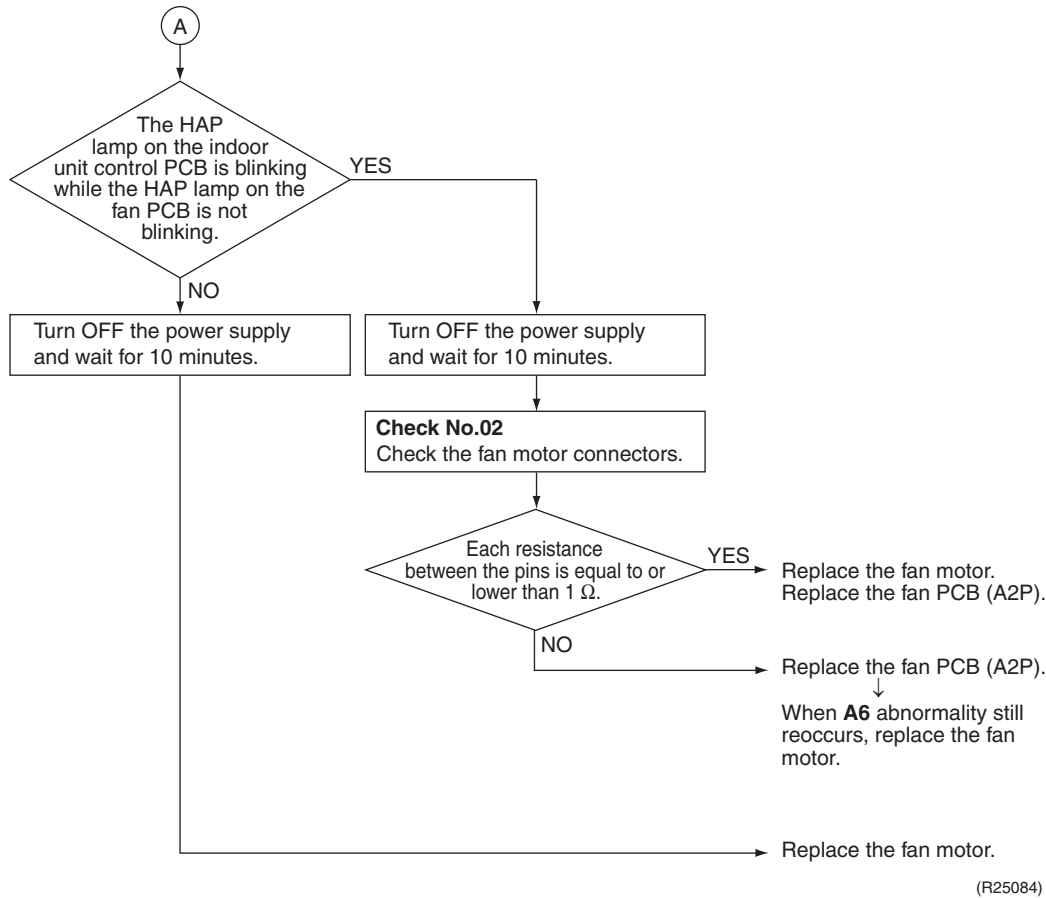 A
The HAP
lamp on the indoor
unit control PCB is blinking
while the HAP lamp on the
fan PCB is not
blinking.
YES
NO
Turn OFF the power supply
and wait for 10 minutes.
Turn OFF the power supply
and wait for 10 minutes.
Check No.02
Check the fan motor connectors.
Each resistance
between the pins is equal to or
lower than 1 Ω.
YES
Replace the fan motor.
Replace the fan PCB (A2P).
NO
Replace the fan PCB (A2P).
↓
When A6 abnormality still
reoccurs, replace the fan
motor.
Replace the fan motor.
(R25084)